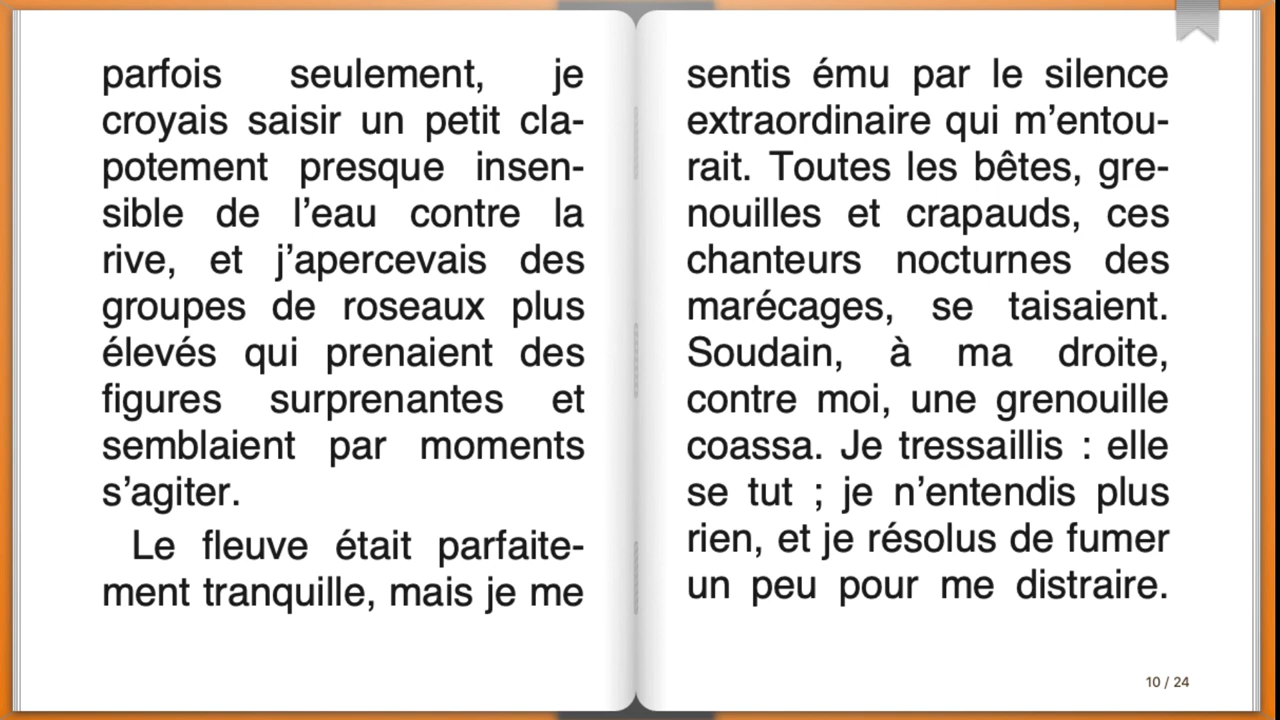 parfois seulement, je
croyais saisir un petit cla-
potement presque insen-
sible de l’eau contre la
rive, et j’apercevais des
groupes de roseaux plus
élevés qui prenaient des
figures surprenantes et
semblaient par moments
s’agiter.
Le fleuve était parfaite-
ment tranquille, mais je me
sentis ému par le silence
extraordinaire qui m’entou-
rait. Toutes les bêtes, gre-
nouilles et crapauds, ces
chanteurs nocturnes des
marécages, se taisaient.
Soudain, à ma droite,
contre moi, une grenouille
coassa. Je tressaillis : elle
se tut ; je n’entendis plus
rien, et je résolus de fumer
un peu pour me distraire.
10 / 24